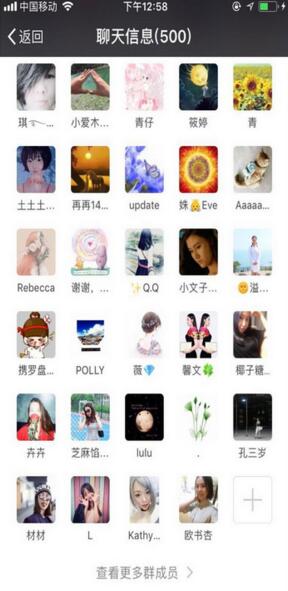 中国移动 下午12:58
返回 聊天信息(500)
琪～... 小爱木... 青仔 筱婷 青
土土土... 再再14... update 姝👸Eve Aaaaa...
Rebecca 谢谢，... ✨Q.Q 小文子... 🌞溢...
携罗盘... POLLY 薇💎 馨文🍀 椰子糖...
卉卉 芝麻馅... lulu . 孔三岁
材材 L Kathy... 欧书杏
查看更多群成员 >